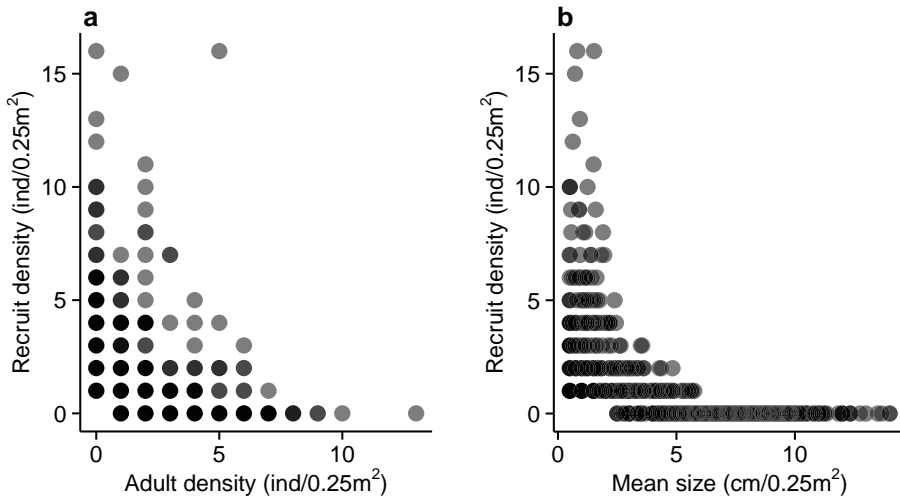 a
Recruit density (ind/0.25m²)
15
10
5
0
0 5 10
Adult density (ind/0.25m²)
b
Recruit density (ind/0.25m²)
15
10
5
0
0 5 10
Mean size (cm/0.25m²)